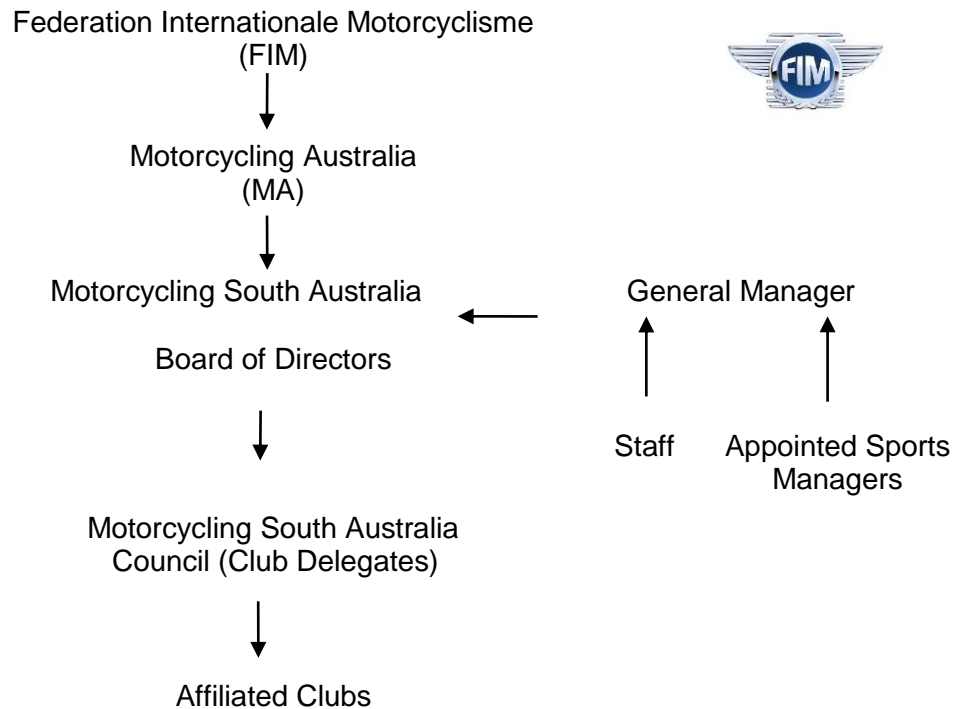 Federation Internationale Motorcyclisme
(FIM)
FIM
Motorcycling Australia
(MA)
Motorcycling South Australia
General Manager
Board of Directors
Staff
Appointed Sports
Managers
Motorcycling South Australia
Council (Club Delegates)
Affiliated Clubs